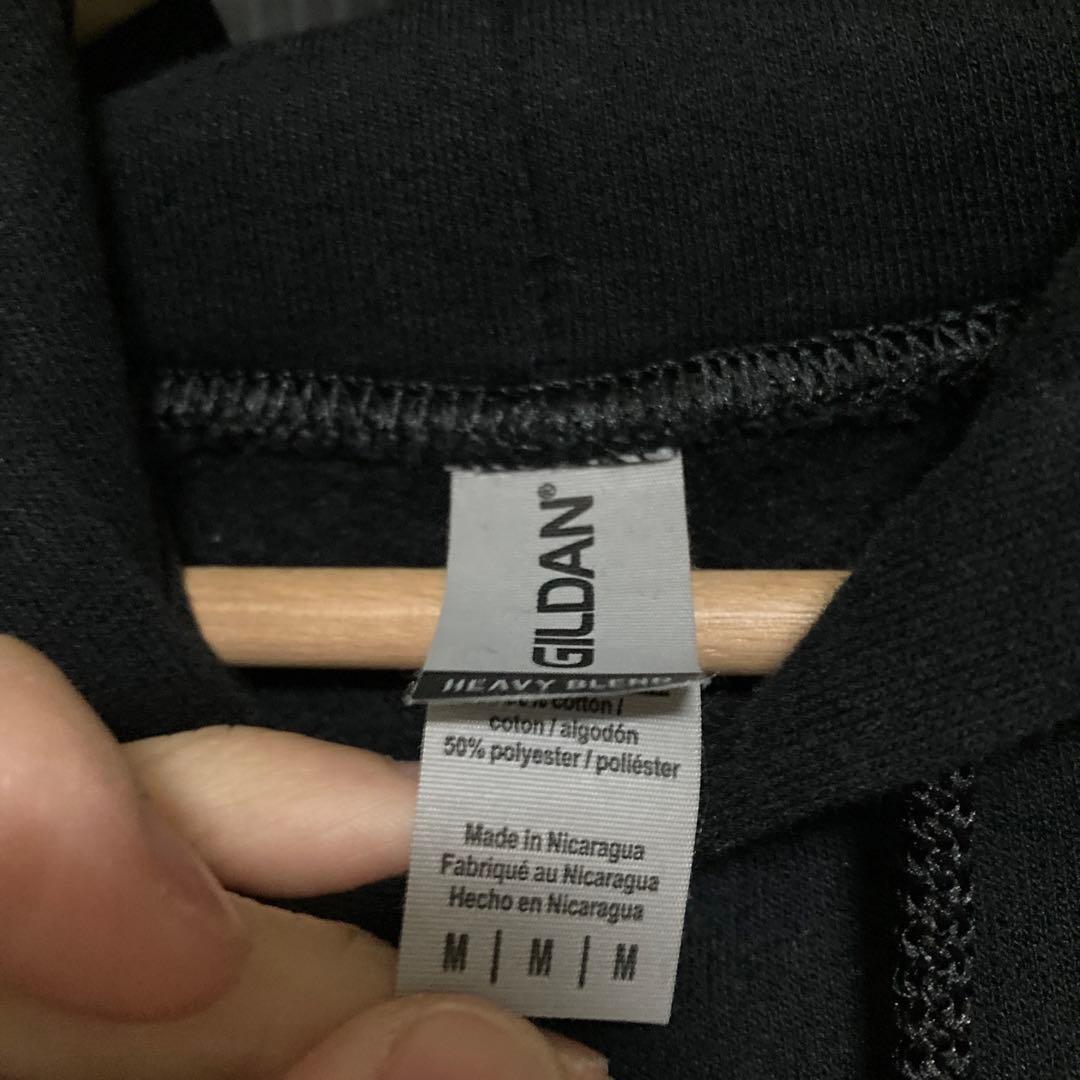 GILDAN®
HEAVY BLEND
cotton /
coton / algodón
50% polyester / poliéster
Made in Nicaragua
Fabriqué au Nicaragua
Hecho en Nicaragua
M | M | M